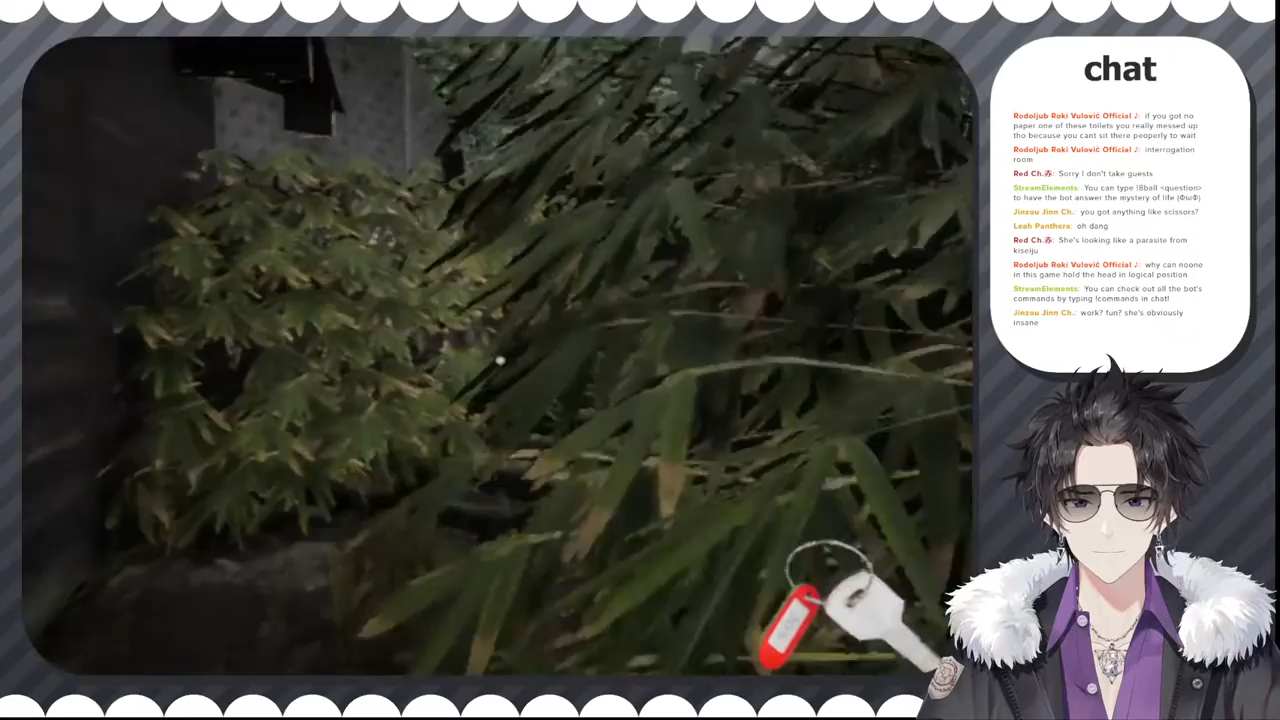 chat
Rodoljub Roki Vulović Official ♪: if you got no
paper one of these toilets you really messed up
tho because you cant sit there peoperly to wait
Rodoljub Roki Vulović Official ♪: interrogation
room
Red Ch.赤: Sorry I don't take guests
StreamElements: You can type !8ball <question>
to have the bot answer the mystery of life (ΦωΦ)
Jinzou Jinn Ch.: you got anything like scissors?
Leah Panthera: oh dang
Red Ch.赤: She's looking like a parasite from
kiseiju
Rodoljub Roki Vulović Official ♪: why can noone
in this game hold the head in logical position
StreamElements: You can check out all the bot's
commands by typing !commands in chat!
Jinzou Jinn Ch.: work? fun? she's obviously
insane